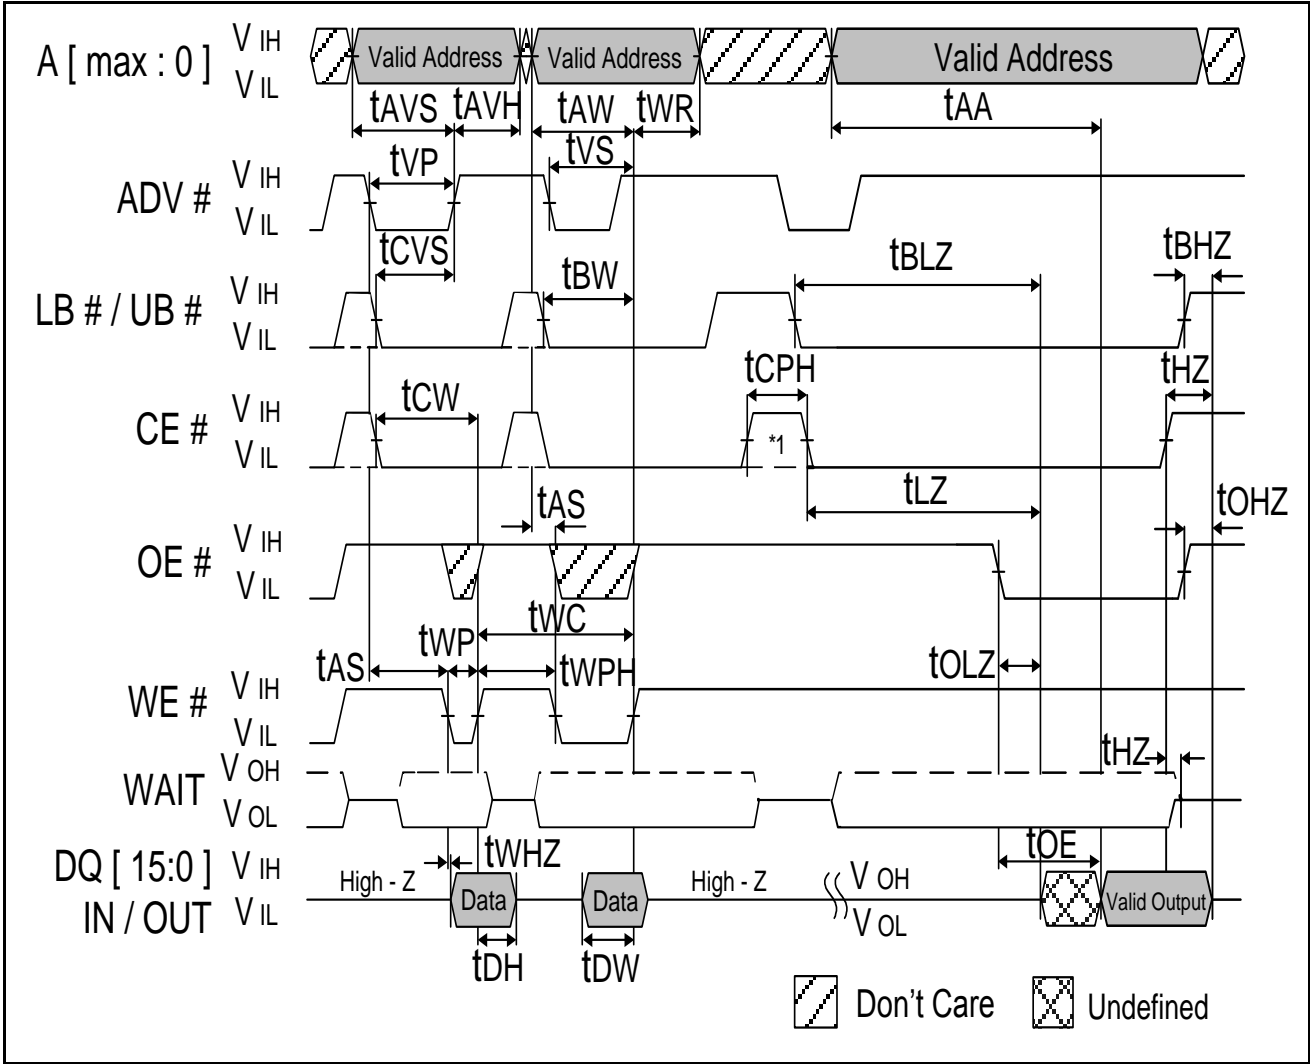 A [ max : 0 ] V IH Valid Address Valid Address Valid Address
V IL
tAVS tAVH tAW tWR tAA
tVP tVS
ADV # V IH
V IL
tCVS tBW tBLZ tBHZ
LB # / UB # V IH
V IL
tCW tCPH tHZ
CE # V IH
V IL *1
tAS tLZ tOHZ
OE # V IH
V IL
tWC
tAS tWP tWPH tOLZ
WE # V IH
V IL
tHZ
WAIT V OH
V OL
tWHZ tOE
DQ [ 15:0 ] V IH High - Z Data Data High - Z V OH Valid Output
IN / OUT V IL V OL
tDH tDW
Don't Care Undefined